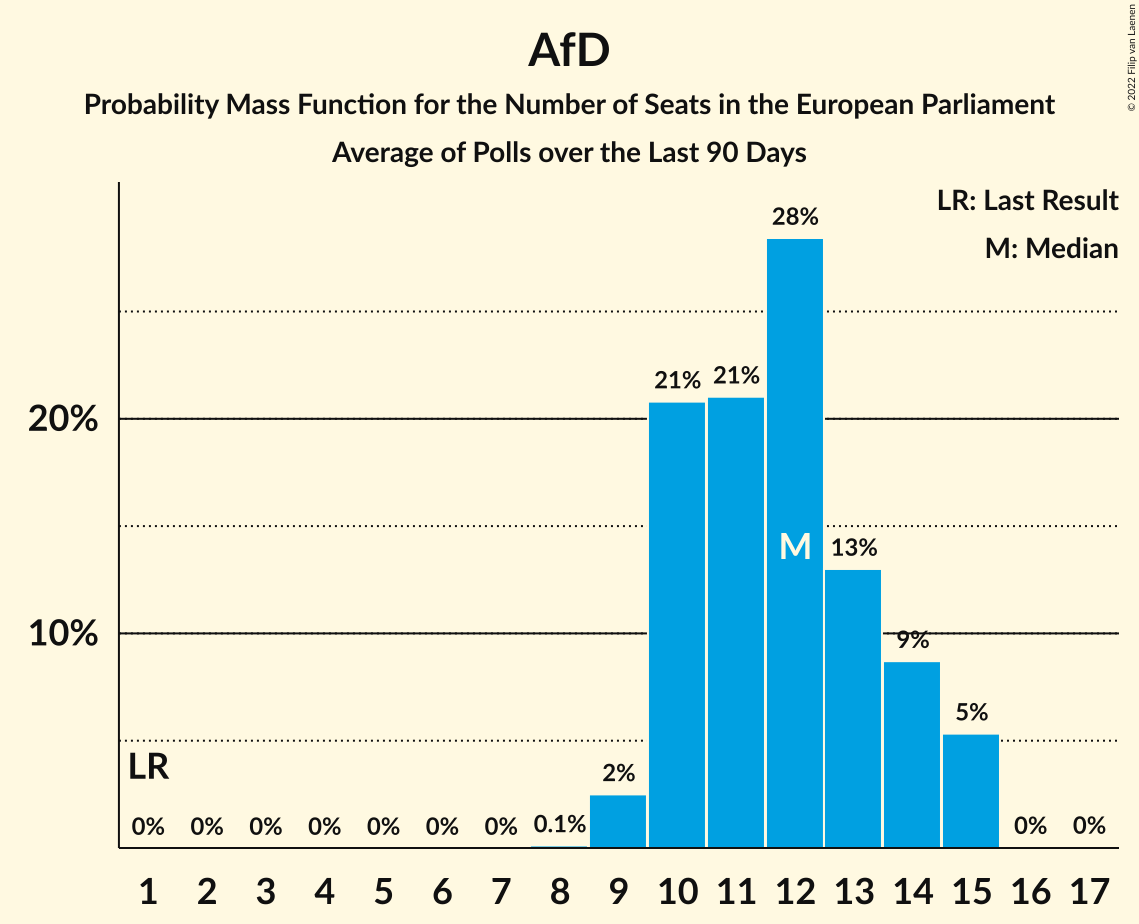 AfD
Probability Mass Function for the Number of Seats in the European Parliament
Average of Polls over the Last 90 Days
© 2022 Filip van Laenen
LR: Last Result
M: Median
28%
21% 21%
20%
M
13%
10%
9%
5%
LR
2%
0% 0% 0% 0% 0% 0% 0% 0.1% 0% 0%
1 2 3 4 5 6 7 8 9 10 11 12 13 14 15 16 17